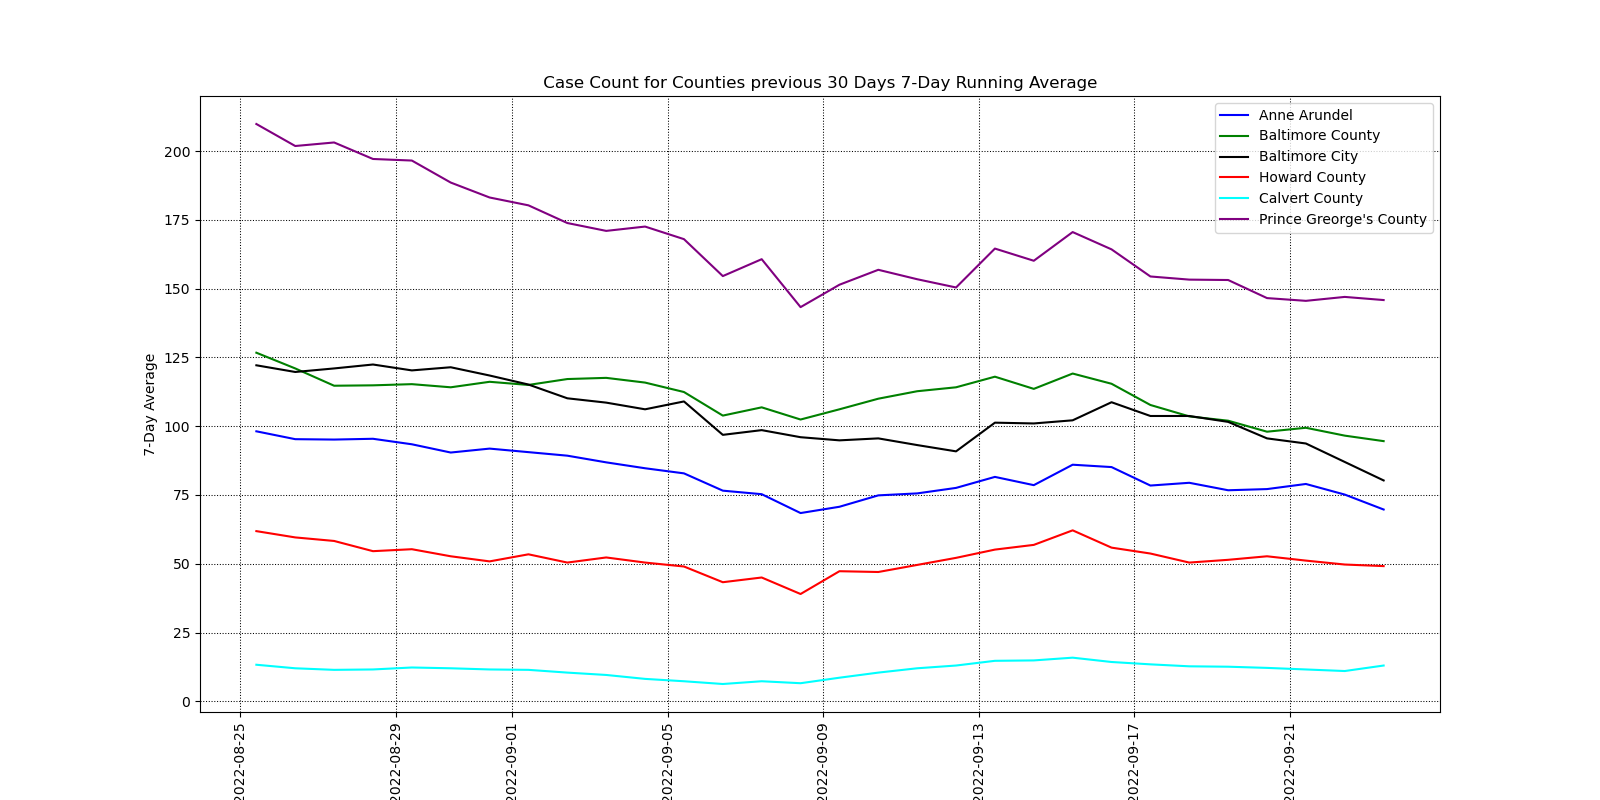 Case Count for Counties previous 30 Days 7-Day Running Average
Anne Arundel
Baltimore County
Baltimore City
Howard County
Calvert County
Prince Greorge's County
7-Day Average
200
175
150
125
100
75
50
25
0
2022-08-25
2022-08-29
2022-09-01
2022-09-05
2022-09-09
2022-09-13
2022-09-17
2022-09-21